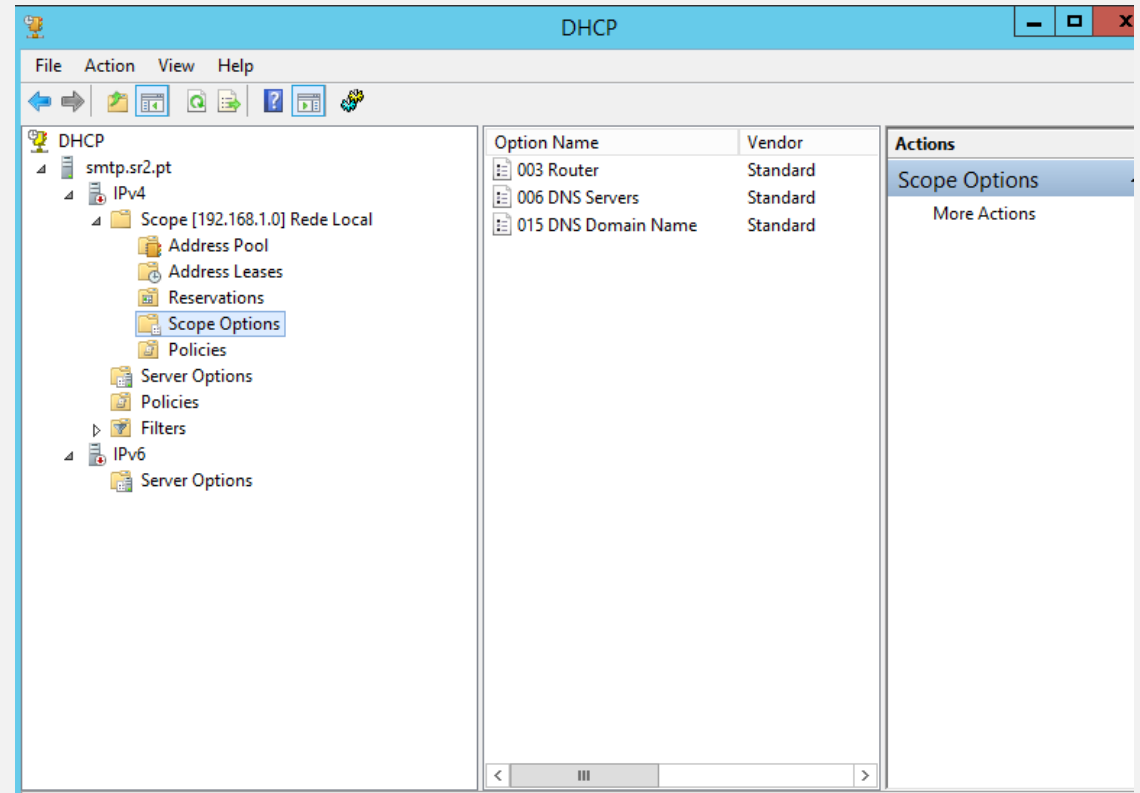 DHCP
File Action View Help
DHCP
smtp.sr2.pt
IPv4
Scope [192.168.1.0] Rede Local
Address Pool
Address Leases
Reservations
Scope Options
Policies
Server Options
Policies
Filters
IPv6
Server Options
Option Name Vendor
003 Router Standard
006 DNS Servers Standard
015 DNS Domain Name Standard
Actions
Scope Options
More Actions